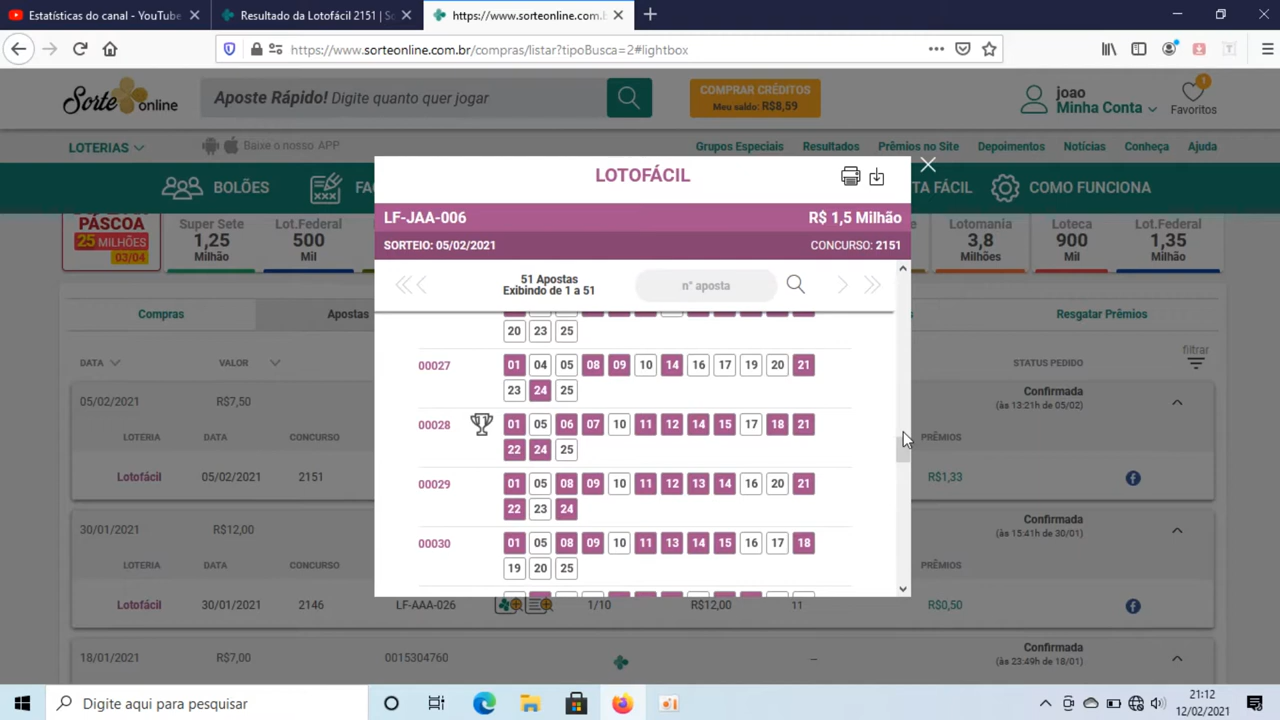 Estatísticas do canal - YouTube
Resultado da Lotofácil 2151 | So
https://www.sorteonline.com.b
https://www.sorteonline.com.br/compras/listar?tipoBusca=2#lightbox
Sorte online
Aposte Rápido! Digite quanto quer jogar
COMPRAR CRÉDITOS
Meu saldo: R$8,59
joao
Minha Conta
1
Favoritos
LOTERIAS
Baixe o nosso APP
Grupos Especiais
Resultados
Prêmios no Site
Depoimentos
Notícias
Conheça
Ajuda
BOLÕES
FA
TA FÁCIL
COMO FUNCIONA
PÁSCOA
25 MILHÕES
03/04
Super Sete
1,25
Milhão
Lot.Federal
500
Mil
Lotomania
3,8
Milhões
Loteca
900
Mil
Lot.Federal
1,35
Milhão
LOTOFÁCIL
LF-JAA-006
R$ 1,5 Milhão
SORTEIO: 05/02/2021
CONCURSO: 2151
51 Apostas
Exibindo de 1 a 51
n° aposta
20 23 25
00027
01 04 05 08 09 10 14 16 17 19 20 21
23 24 25
00028
01 05 06 07 10 11 12 14 15 17 18 21
22 24 25
00029
01 05 08 09 10 11 12 13 14 16 20 21
22 23 24
00030
01 05 08 09 10 11 13 14 15 16 17 18
19 20 25
Compras
Apostas
Resgatar Prêmios
DATA
VALOR
STATUS PEDIDO
filtrar
05/02/2021
R$7,50
Confirmada
(às 13:21h de 05/02)
LOTERIA
DATA
CONCURSO
PRÊMIOS
Lotofácil
05/02/2021
2151
R$1,33
30/01/2021
R$12,00
Confirmada
(às 15:41h de 30/01)
LOTERIA
DATA
CONCURSO
PRÊMIOS
Lotofácil
30/01/2021
2146
LF-AAA-026
1/10
R$12,00
11
R$0,50
18/01/2021
R$7,00
0015304760
–
Confirmada
(às 23:49h de 18/01)
Digite aqui para pesquisar
21:12
12/02/2021